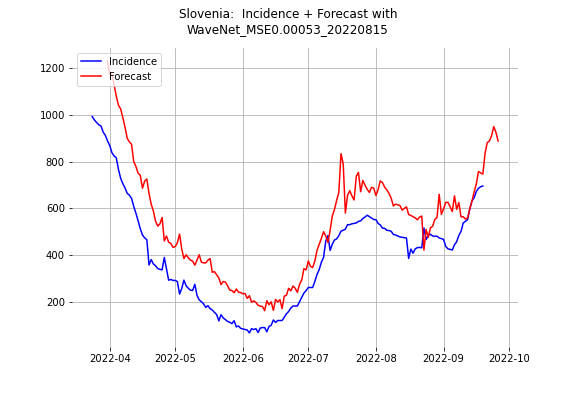 Slovenia:  Incidence + Forecast with
WaveNet_MSE0.00053_20220815
Incidence
Forecast
1200
1000
800
600
400
200
2022-04 2022-05 2022-06 2022-07 2022-08 2022-09 2022-10